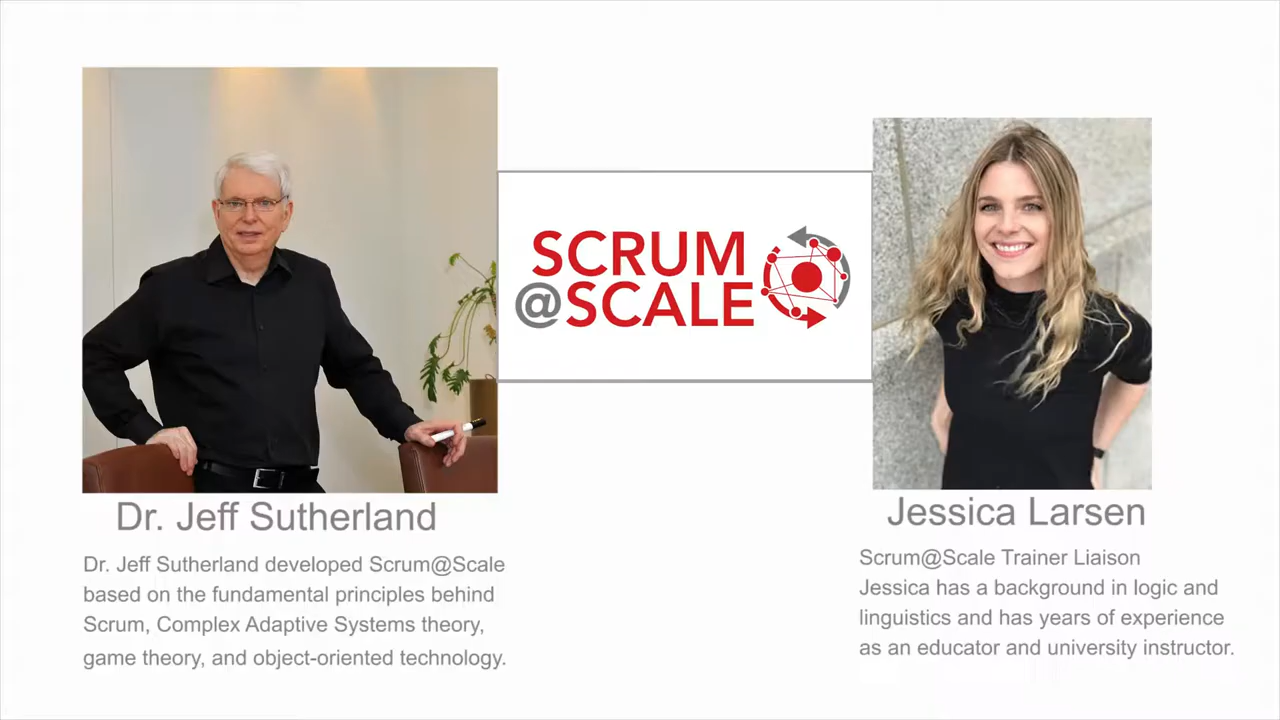 SCRUM
@SCALE
Dr. Jeff Sutherland
Dr. Jeff Sutherland developed Scrum@Scale
based on the fundamental principles behind
Scrum, Complex Adaptive Systems theory,
game theory, and object-oriented technology.
Jessica Larsen
Scrum@Scale Trainer Liaison
Jessica has a background in logic and
linguistics and has years of experience
as an educator and university instructor.